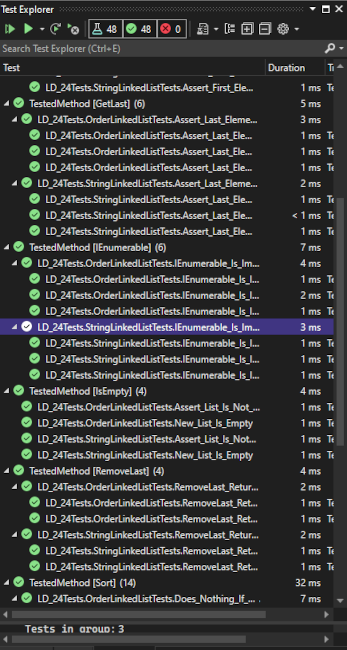 Test Explorer
48 48 0
Search Test Explorer (Ctrl+E)
Test Duration
LD_24Tests.StringLinkedListTests.Assert_First_Ele... 1 ms Te
TestedMethod [GetLast] (6) 5 ms
LD_24Tests.OrderLinkedListTests.Assert_Last_Eleme... 3 ms
LD_24Tests.OrderLinkedListTests.Assert_Last_Ele... 1 ms Te
LD_24Tests.OrderLinkedListTests.Assert_Last_Ele... 1 ms Te
LD_24Tests.OrderLinkedListTests.Assert_Last_Ele... 1 ms Te
LD_24Tests.StringLinkedListTests.Assert_Last_Eleme... 2 ms
LD_24Tests.StringLinkedListTests.Assert_Last_Ele... 1 ms Te
LD_24Tests.StringLinkedListTests.Assert_Last_Ele... < 1 ms Te
LD_24Tests.StringLinkedListTests.Assert_Last_Ele... 1 ms Te
TestedMethod [IEnumerable] (6) 7 ms
LD_24Tests.OrderLinkedListTests.IEnumerable_Is_Im... 4 ms
LD_24Tests.OrderLinkedListTests.IEnumerable_Is_I... 1 ms Te
LD_24Tests.OrderLinkedListTests.IEnumerable_Is_I... 2 ms Te
LD_24Tests.OrderLinkedListTests.IEnumerable_Is_I... 1 ms Te
LD_24Tests.StringLinkedListTests.IEnumerable_Is_Im... 3 ms
LD_24Tests.StringLinkedListTests.IEnumerable_Is_I... 1 ms Te
LD_24Tests.StringLinkedListTests.IEnumerable_Is_I... 1 ms Te
LD_24Tests.StringLinkedListTests.IEnumerable_Is_I... 1 ms Te
TestedMethod [IsEmpty] (4) 4 ms
LD_24Tests.OrderLinkedListTests.Assert_List_Is_Not_... 1 ms
LD_24Tests.OrderLinkedListTests.New_List_Is_Empty 1 ms
LD_24Tests.StringLinkedListTests.Assert_List_Is_Not... 1 ms
LD_24Tests.StringLinkedListTests.New_List_Is_Empty 1 ms
TestedMethod [RemoveLast] (4) 4 ms
LD_24Tests.OrderLinkedListTests.RemoveLast_Retur... 2 ms
LD_24Tests.OrderLinkedListTests.RemoveLast_Ret... 1 ms Te
LD_24Tests.OrderLinkedListTests.RemoveLast_Ret... 1 ms Te
LD_24Tests.StringLinkedListTests.RemoveLast_Retur... 2 ms
LD_24Tests.StringLinkedListTests.RemoveLast_Ret... 1 ms Te
LD_24Tests.StringLinkedListTests.RemoveLast_Ret... 1 ms Te
TestedMethod [Sort] (14) 32 ms
LD_24Tests.OrderLinkedListTests.Does_Nothing_If_... 7 ms
Tests in group: 3